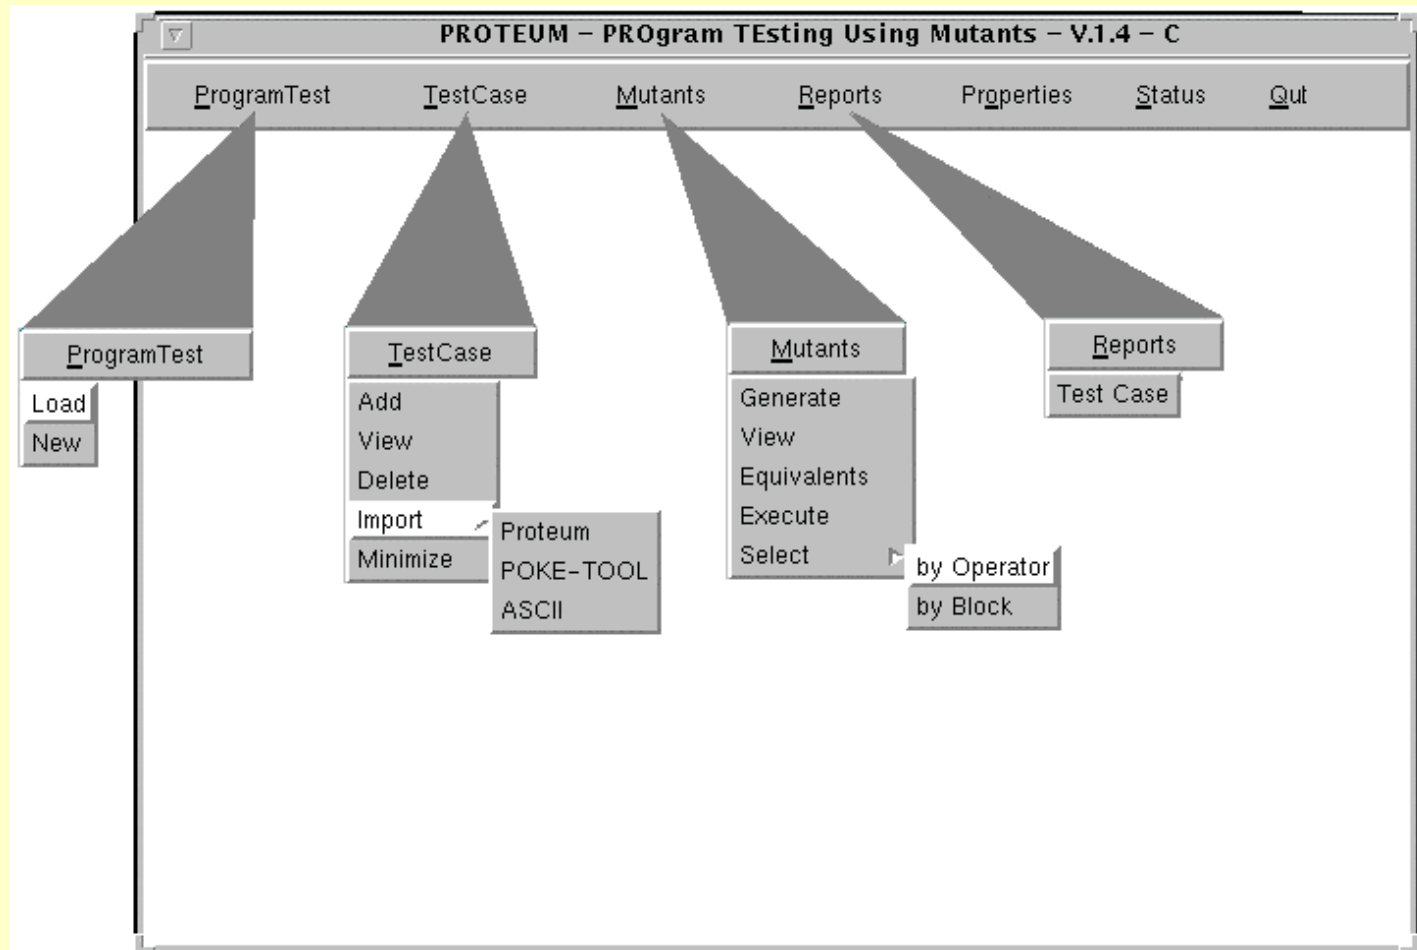 PROTEUM – PROgram TEsting Using Mutants – V.1.4 – C
ProgramTest TestCase Mutants Reports Properties Status Qut
ProgramTest
Load
New
TestCase
Add
View
Delete
Import
Minimize
Proteum
POKE-TOOL
ASCII
Mutants
Generate
View
Equivalents
Execute
Select
by Operator
by Block
Reports
Test Case